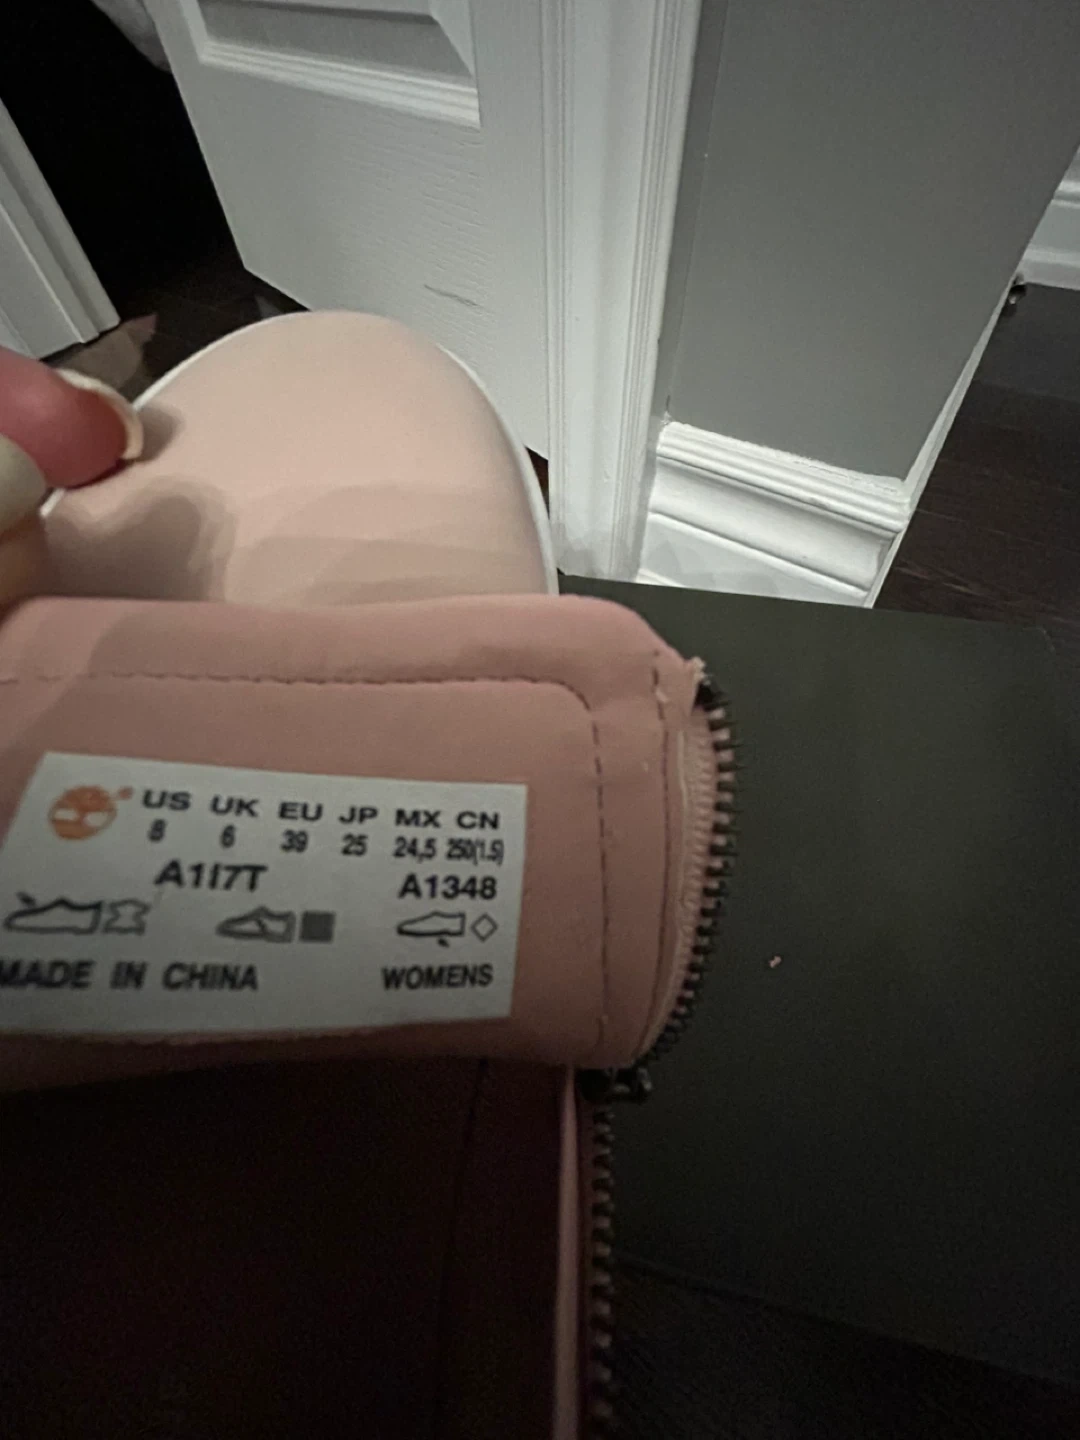 US UK EU JP MX CN
8 6 39 25 24,5 250(1.5)
A1I7T A1348
MADE IN CHINA WOMENS